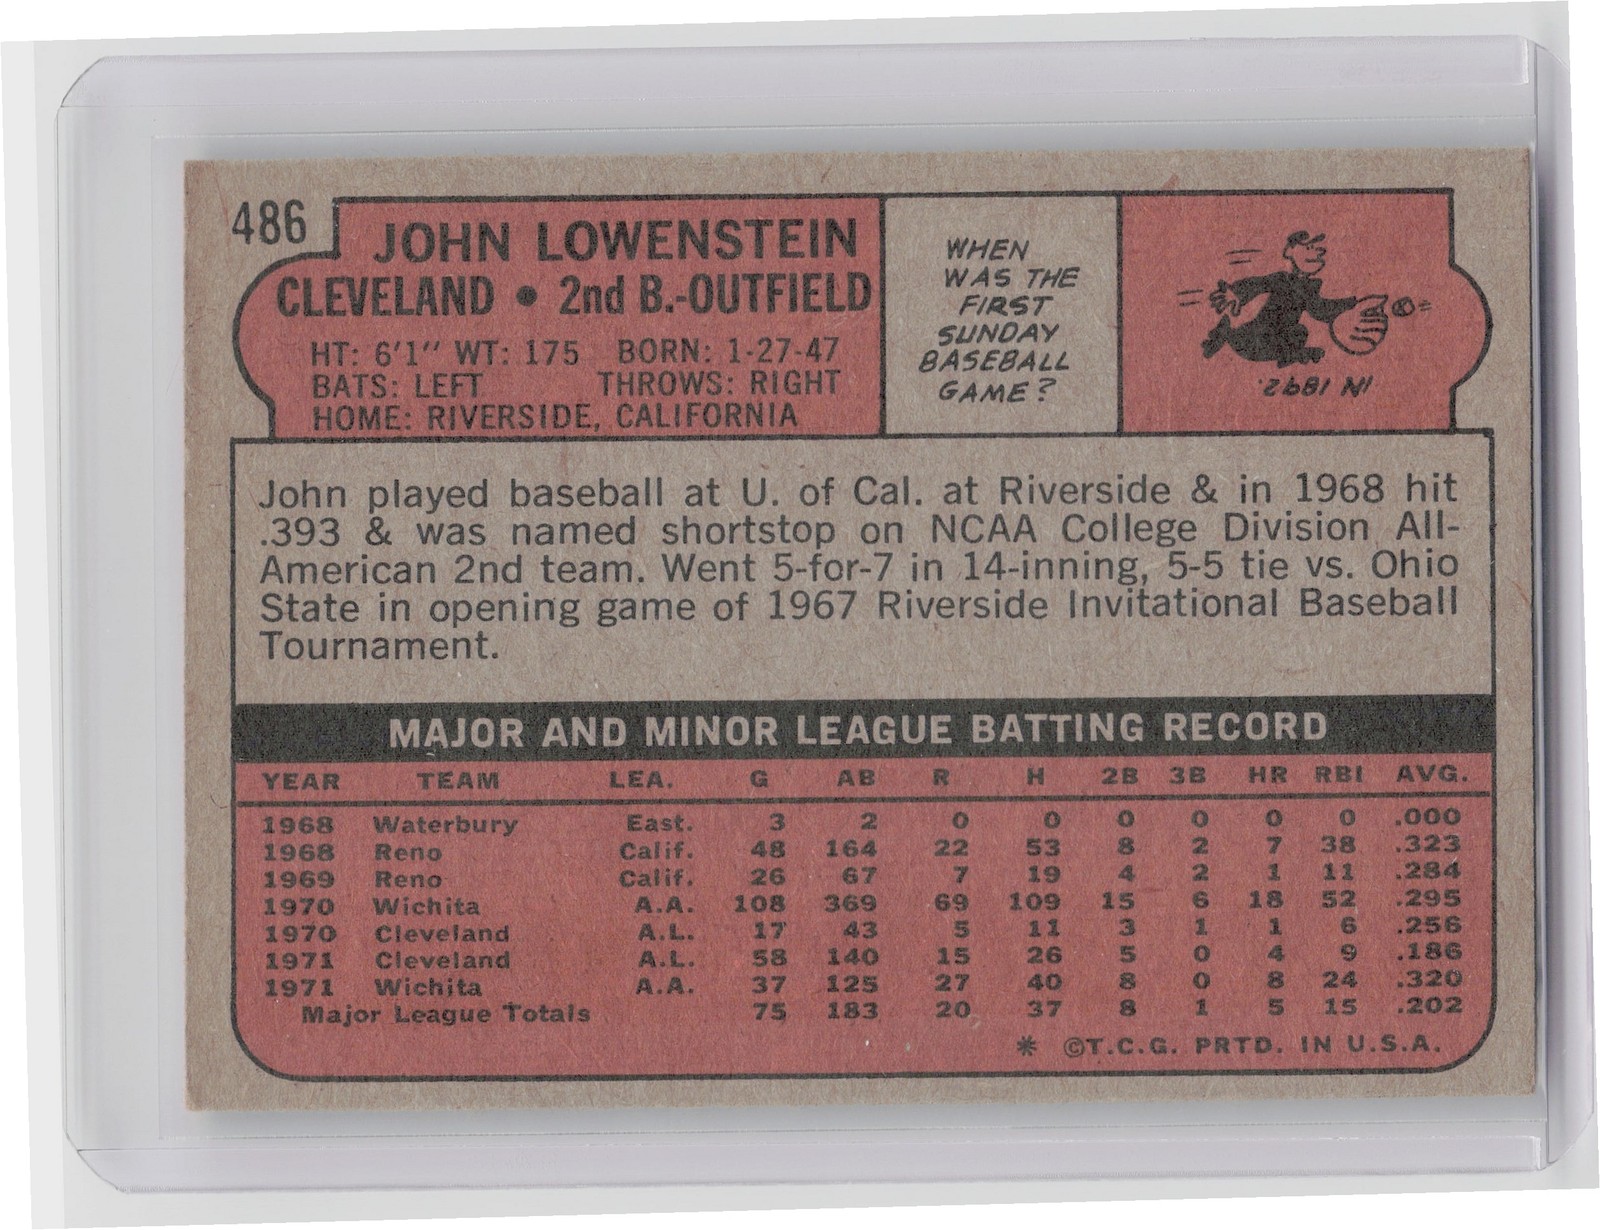 486
JOHN LOWENSTEIN
CLEVELAND • 2nd B.-OUTFIELD
HT: 6'1" WT: 175 BORN: 1-27-47
BATS: LEFT THROWS: RIGHT
HOME: RIVERSIDE, CALIFORNIA
WHEN
WAS THE
FIRST
SUNDAY
BASEBALL
GAME?
IN 1892.
John played baseball at U. of Cal. at Riverside & in 1968 hit
.393 & was named shortstop on NCAA College Division All-
American 2nd team. Went 5-for-7 in 14-inning, 5-5 tie vs. Ohio
State in opening game of 1967 Riverside Invitational Baseball
Tournament.
MAJOR AND MINOR LEAGUE BATTING RECORD
YEAR TEAM LEA. G AB R H 2B 3B HR RBI AVG.
1968 Waterbury East. 3 2 0 0 0 0 0 0 .000
1968 Reno Calif. 48 164 22 53 8 2 7 38 .323
1969 Reno Calif. 26 67 7 19 4 2 1 11 .284
1970 Wichita A.A. 108 369 69 109 15 6 18 52 .295
1970 Cleveland A.L. 17 43 5 11 3 1 1 6 .256
1971 Cleveland A.L. 58 140 15 26 5 0 4 9 .186
1971 Wichita A.A. 37 125 27 40 8 0 8 24 .320
Major League Totals 75 183 20 37 8 1 5 15 .202
* ©T.C.G. PRTD. IN U.S.A.